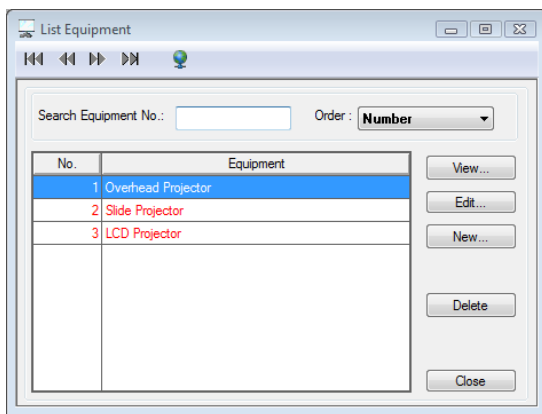 List Equipment
Search Equipment No.: Order : Number
No. Equipment
1 Overhead Projector
2 Slide Projector
3 LCD Projector
View...
Edit...
New...
Delete
Close